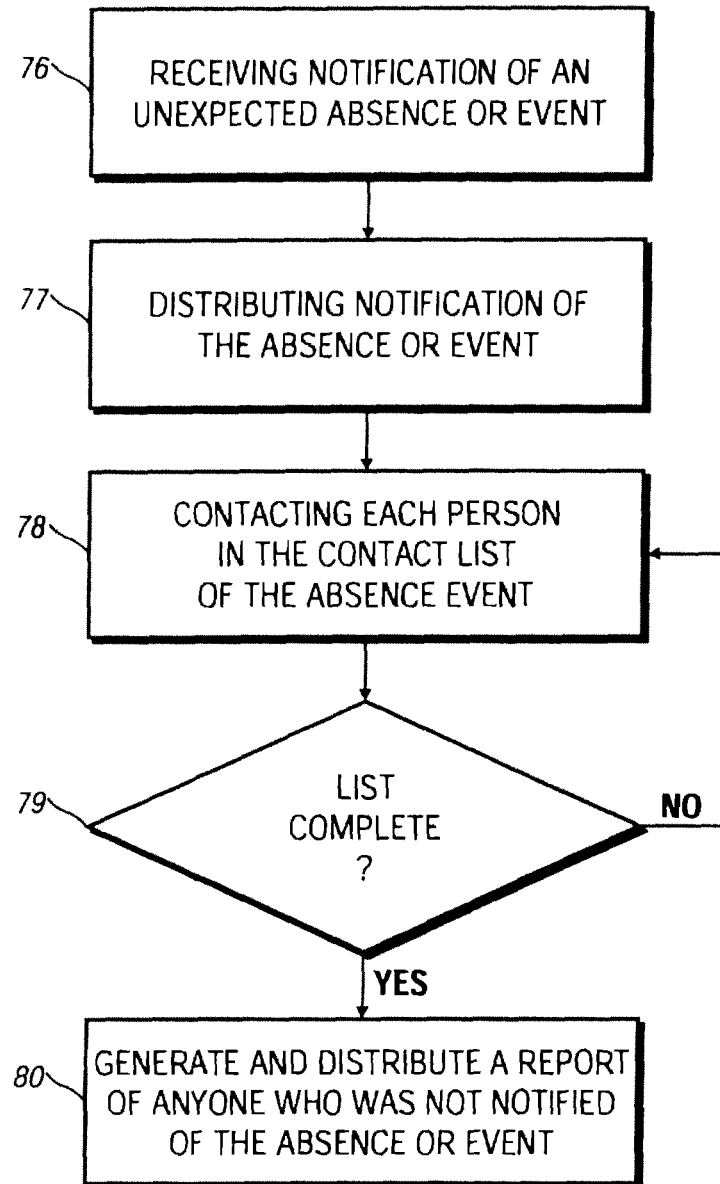 76
RECEIVING NOTIFICATION OF AN
UNEXPECTED ABSENCE OR EVENT
77
DISTRIBUTING NOTIFICATION OF
THE ABSENCE OR EVENT
78
CONTACTING EACH PERSON
IN THE CONTACT LIST
OF THE ABSENCE EVENT
79
LIST
COMPLETE
?
NO
YES
80
GENERATE AND DISTRIBUTE A REPORT
OF ANYONE WHO WAS NOT NOTIFIED
OF THE ABSENCE OR EVENT